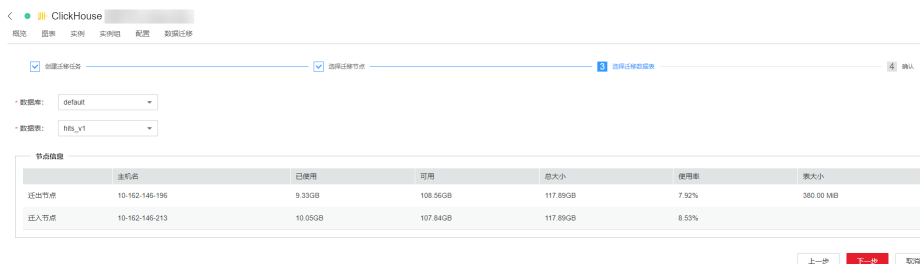 ClickHouse
概览 图表 实例 实例组 配置 数据迁移
创建迁移任务 选择迁移节点 3 选择迁移数据表 4 确认
* 数据库： default
* 数据表： hits_v1
节点信息
主机名 已使用 可用 总大小 使用率 表大小
迁出节点 10-162-146-196 9.33GB 108.56GB 117.89GB 7.92% 380.00 MiB
迁入节点 10-162-146-213 10.05GB 107.84GB 117.89GB 8.53%
上一步 下一步 取消